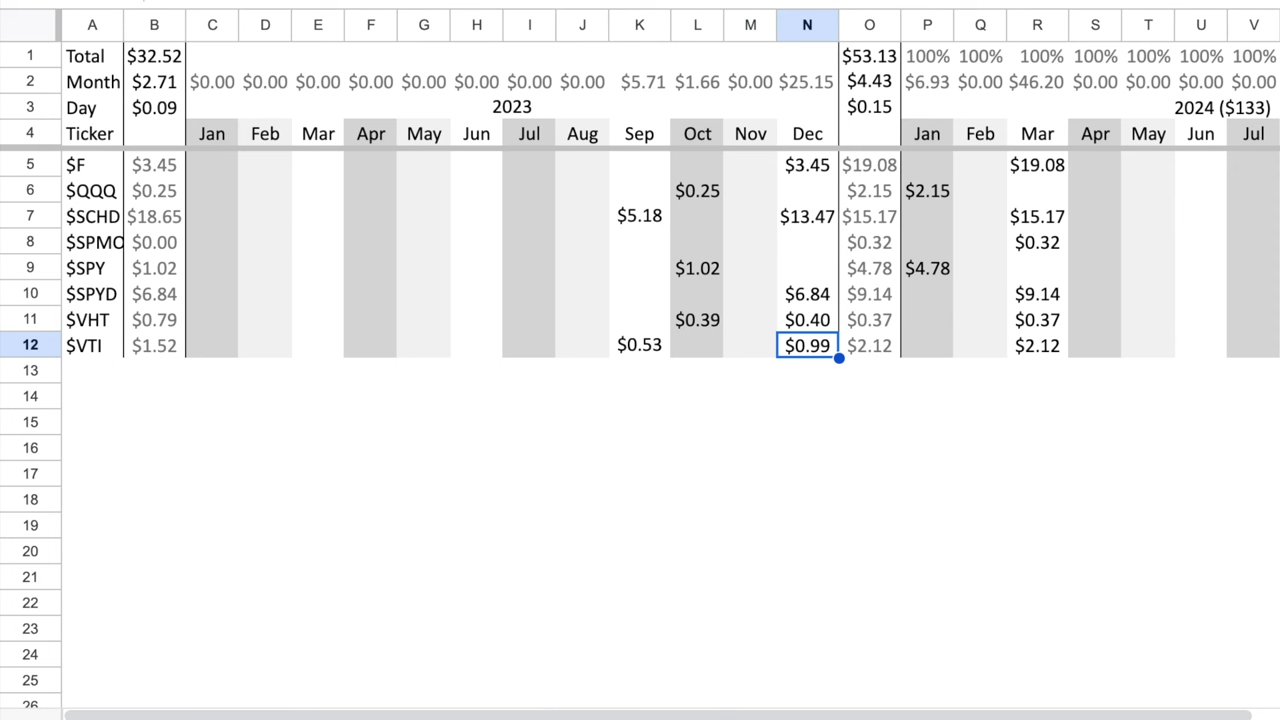 A B C D E F G H I J K L M N O P Q R S T U V
1 Total $32.52 $53.13 100% 100% 100% 100% 100% 100% 100%
2 Month $2.71 $0.00 $0.00 $0.00 $0.00 $0.00 $0.00 $0.00 $0.00 $5.71 $1.66 $0.00 $25.15 $4.43 $6.93 $0.00 $46.20 $0.00 $0.00 $0.00 $0.00
3 Day $0.09 2023 $0.15 2024 ($133)
4 Ticker Jan Feb Mar Apr May Jun Jul Aug Sep Oct Nov Dec Jan Feb Mar Apr May Jun Jul
5 $F $3.45 $3.45 $19.08 $19.08
6 $QQQ $0.25 $0.25 $2.15 $2.15
7 $SCHD $18.65 $5.18 $13.47 $15.17 $15.17
8 $SPMO $0.00 $0.32 $0.32
9 $SPY $1.02 $1.02 $4.78 $4.78
10 $SPYD $6.84 $6.84 $9.14 $9.14
11 $VHT $0.79 $0.39 $0.40 $0.37 $0.37
12 $VTI $1.52 $0.53 $0.99 $2.12 $2.12
13
14
15
16
17
18
19
20
21
22
23
24
25
26